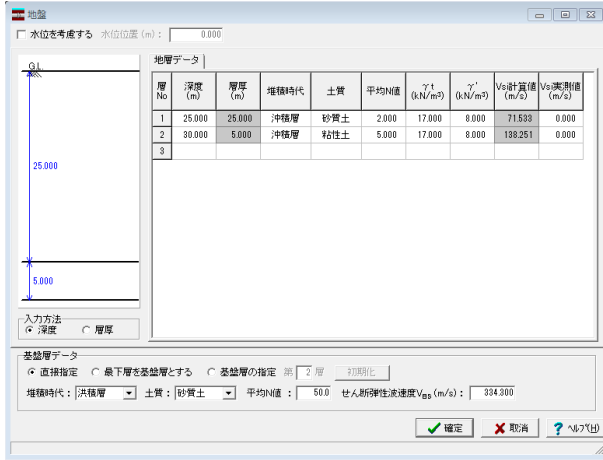 地盤
水位を考慮する 水位位置(m): 0.000
地層データ
G.L.
層No 深度(m) 層厚(m) 堆積時代 土質 平均N値 γt(kN/m³) γ'(kN/m³) Vsi計算値(m/s) Vsi実測値(m/s)
1 25.000 25.000 沖積層 砂質土 2.000 17.000 8.000 71.533 0.000
2 30.000 5.000 沖積層 粘性土 5.000 17.000 8.000 138.251 0.000
3
25.000
5.000
入力方法
深度 層厚
基盤層データ
直接指定 最下層を基盤層とする 基盤層の指定 第 2 層 初期化
堆積時代: 洪積層 土質: 砂質土 平均N値: 50.0 せん断弾性波速度VBS(m/s): 334.300
確定 取消 ? ヘルプ(H)